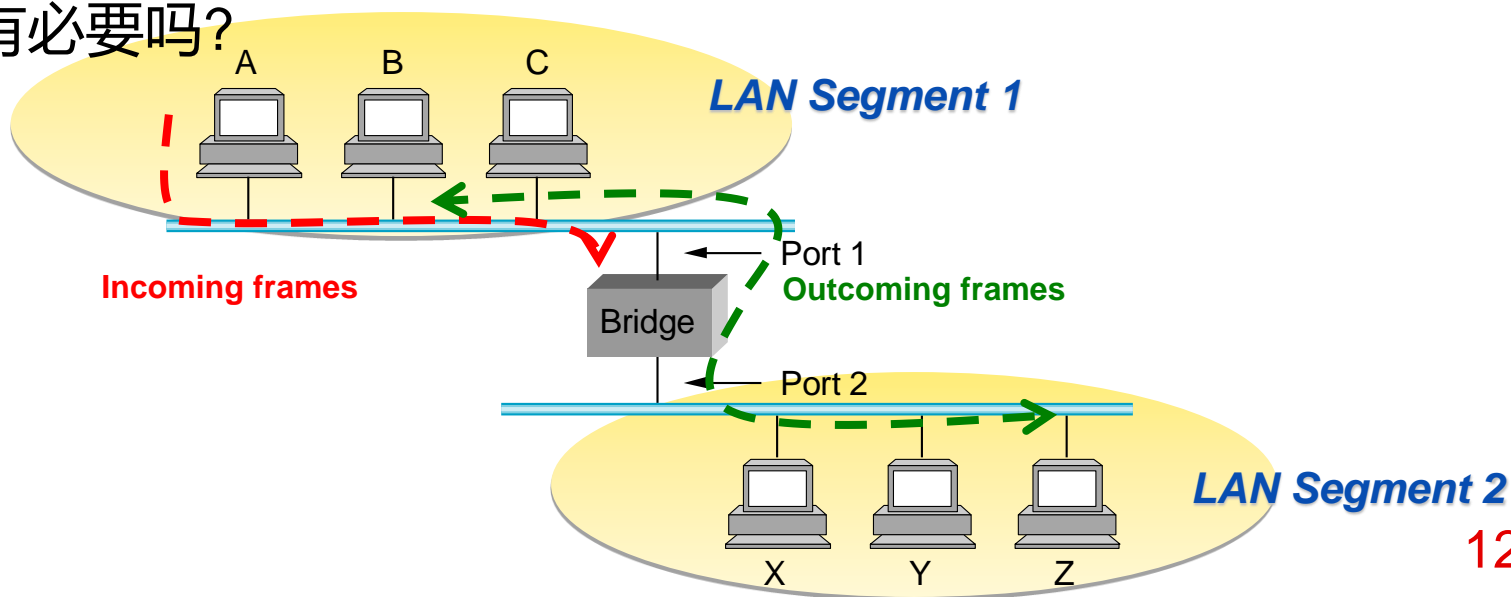 有必要吗?
A B C
LAN Segment 1
Port 1
Incoming frames
Outcoming frames
Bridge
Port 2
LAN Segment 2
X Y Z
12